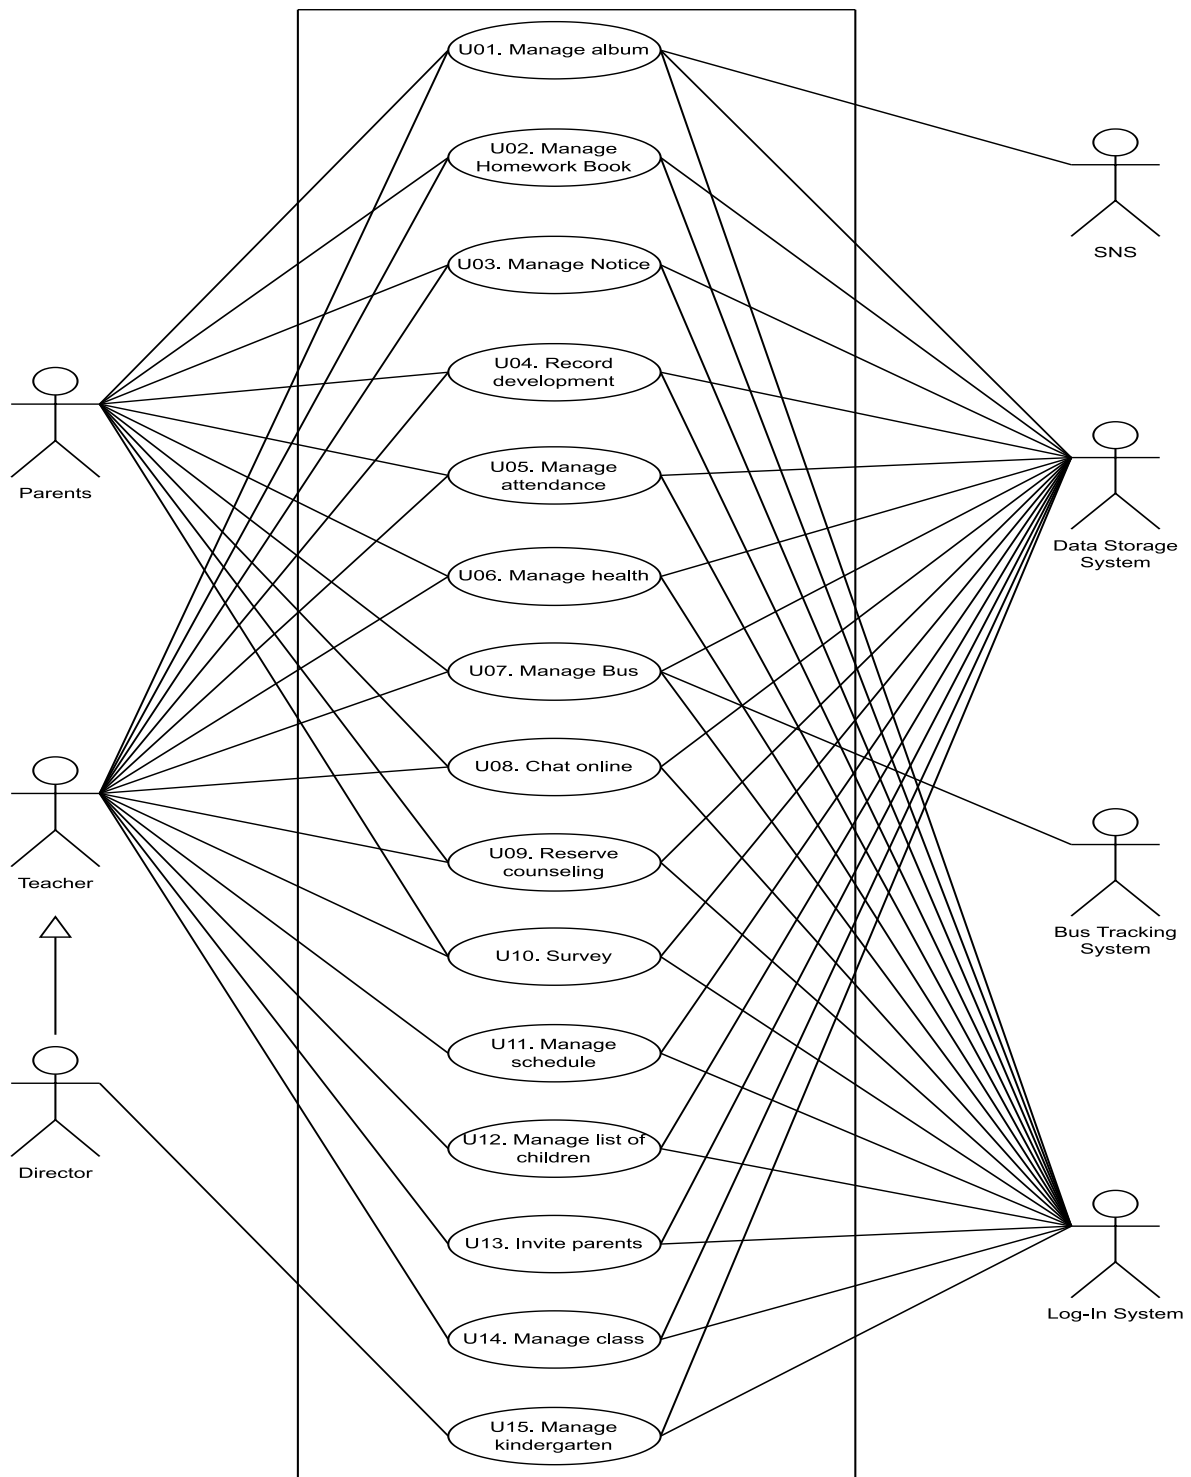 U01. Manage album
U02. Manage
Homework Book
SNS
U03. Manage Notice
U04. Record
development
Parents
U05. Manage
attendance
Data Storage
System
U06. Manage health
U07. Manage Bus
U08. Chat online
U09. Reserve
counseling
Teacher
Bus Tracking
System
U10. Survey
U11. Manage
schedule
U12. Manage list of
children
Director
U13. Invite parents
Log-In System
U14. Manage class
U15. Manage
kindergarten